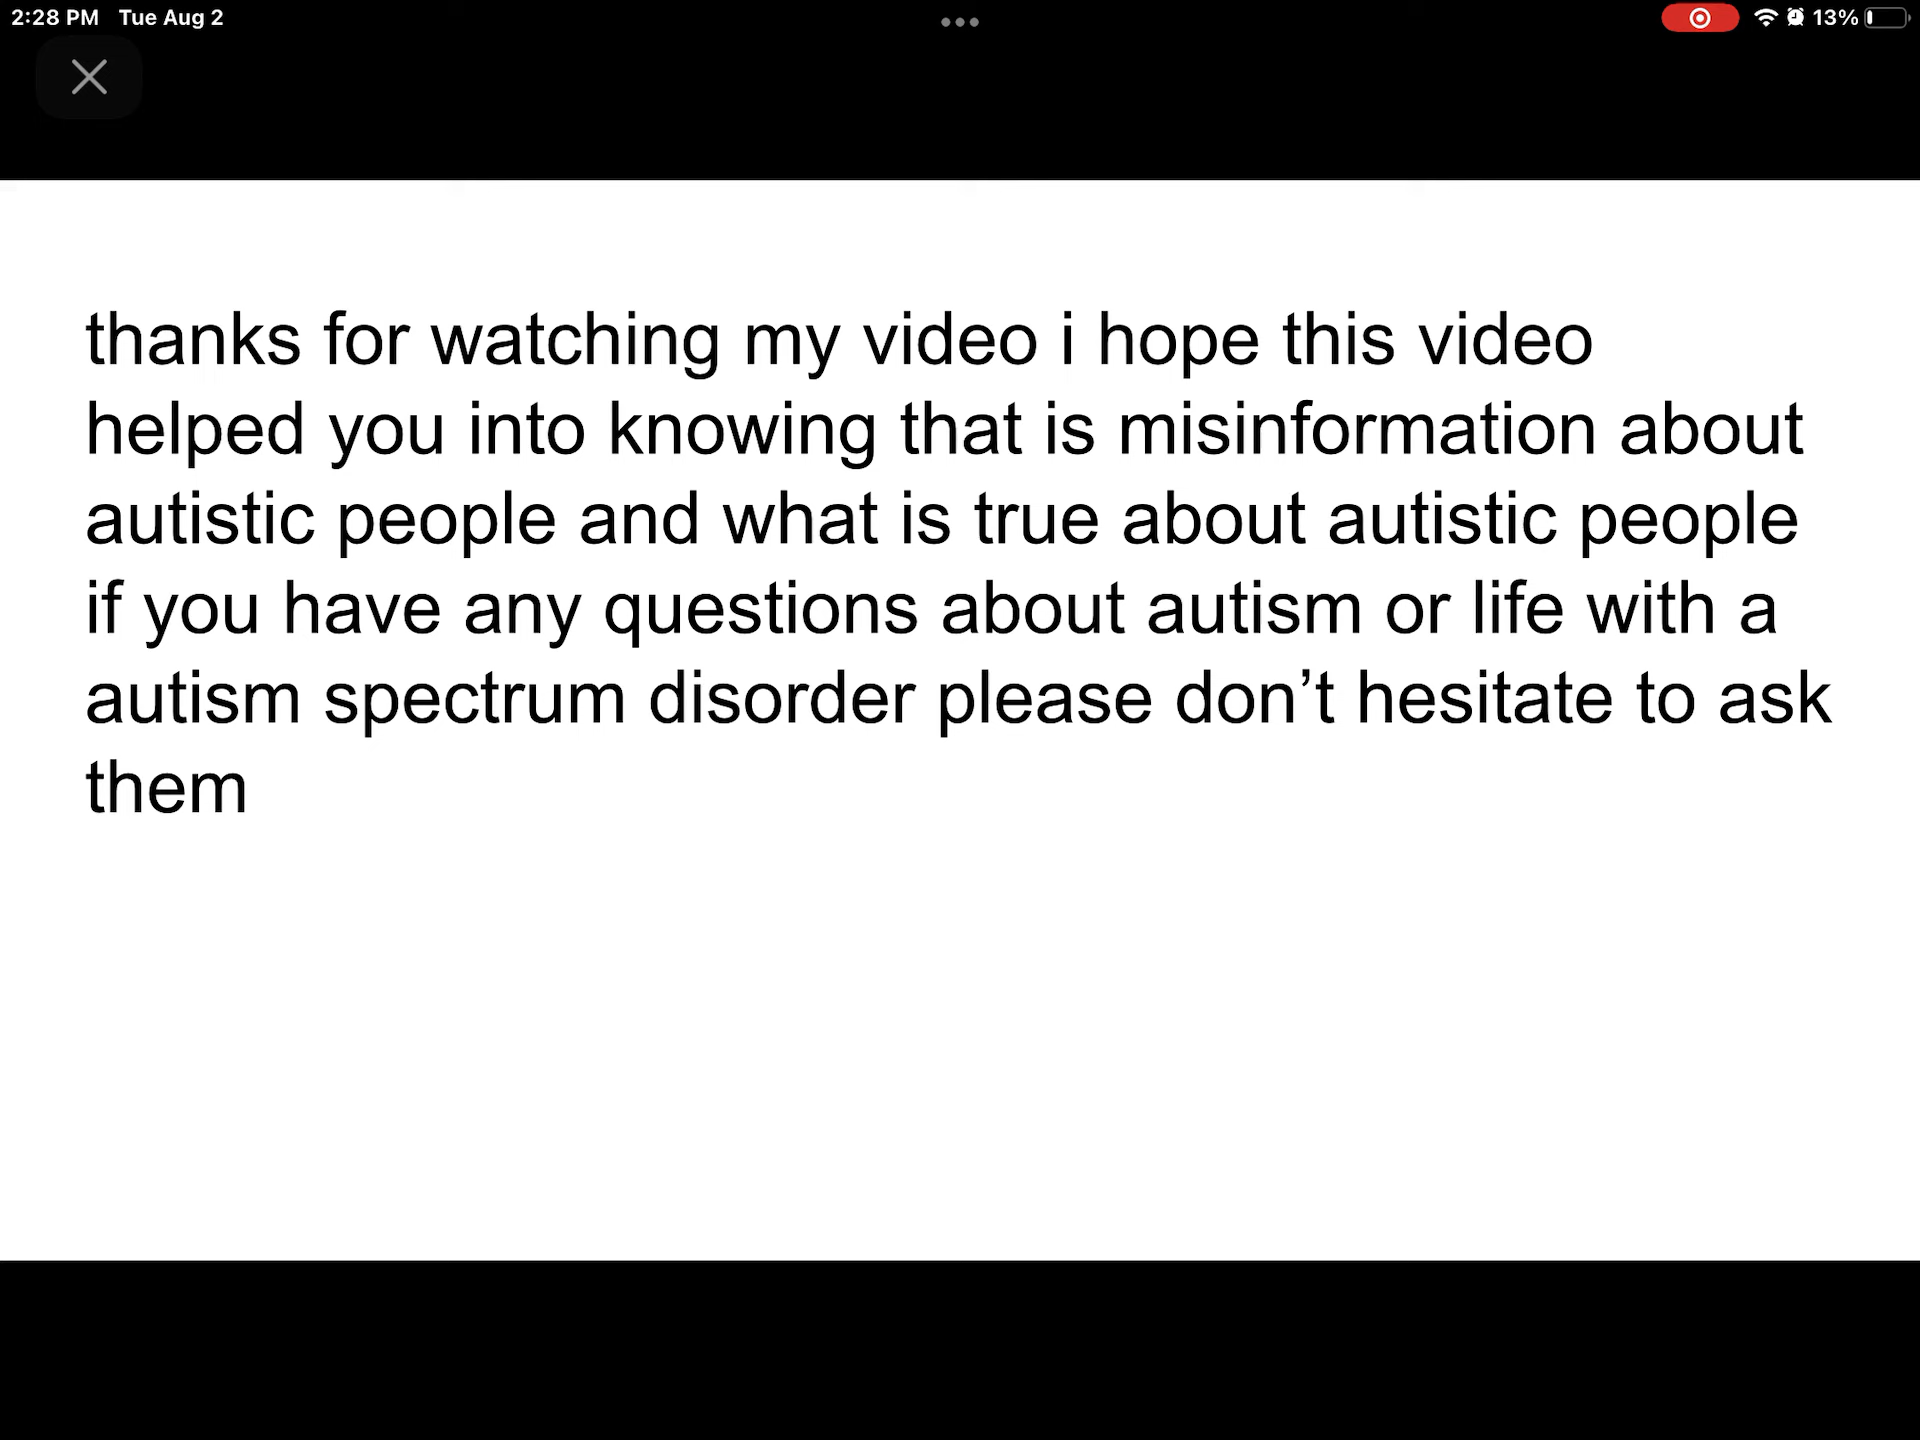 2:28 PM Tue Aug 2
13%
thanks for watching my video i hope this video
helped you into knowing that is misinformation about
autistic people and what is true about autistic people
if you have any questions about autism or life with a
autism spectrum disorder please don’t hesitate to ask
them